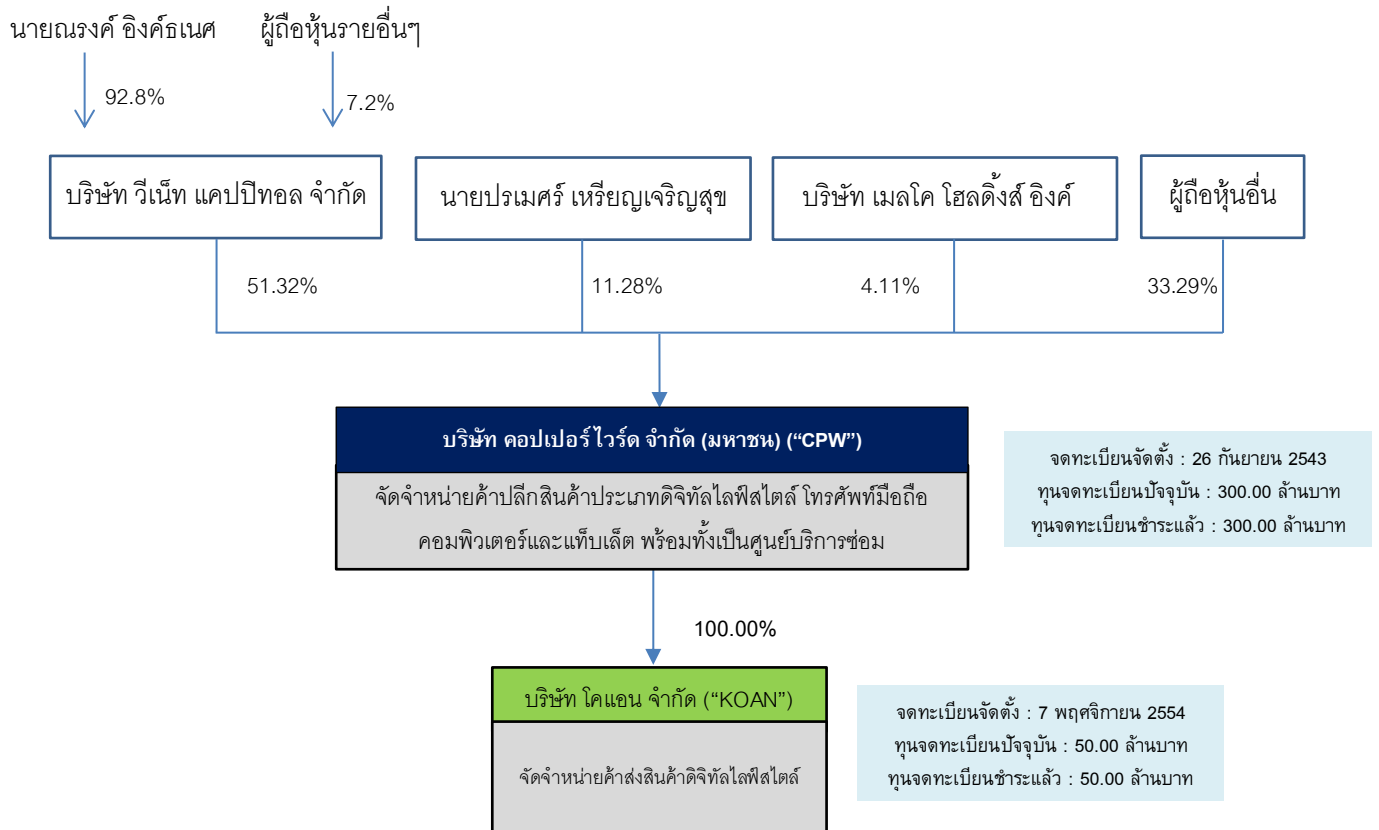 นายณรงค์ อิงค์ธเนศ ผู้ถือหุ้นรายอื่นๆ
92.8% 7.2%
บริษัท วีเน็ท แคปปิทอล จำกัด นายปรเมศร์ เหรียญเจริญสุข บริษัท เมลโค โฮลดิ้งส์ อิงค์ ผู้ถือหุ้นอื่น
51.32% 11.28% 4.11% 33.29%
บริษัท คอปเปอร์ ไวร์ด จำกัด (มหาชน) (“CPW”)
จัดจำหน่ายค้าปลีกสินค้าประเภทดิจิทัลไลฟ์สไตล์ โทรศัพท์มือถือ
คอมพิวเตอร์และแท็บเล็ต พร้อมทั้งเป็นศูนย์บริการซ่อม
จดทะเบียนจัดตั้ง : 26 กันยายน 2543
ทุนจดทะเบียนปัจจุบัน : 300.00 ล้านบาท
ทุนจดทะเบียนชำระแล้ว : 300.00 ล้านบาท
100.00%
บริษัท โคแอน จำกัด (“KOAN”)
จัดจำหน่ายค้าส่งสินค้าดิจิทัลไลฟ์สไตล์
จดทะเบียนจัดตั้ง : 7 พฤศจิกายน 2554
ทุนจดทะเบียนปัจจุบัน : 50.00 ล้านบาท
ทุนจดทะเบียนชำระแล้ว : 50.00 ล้านบาท